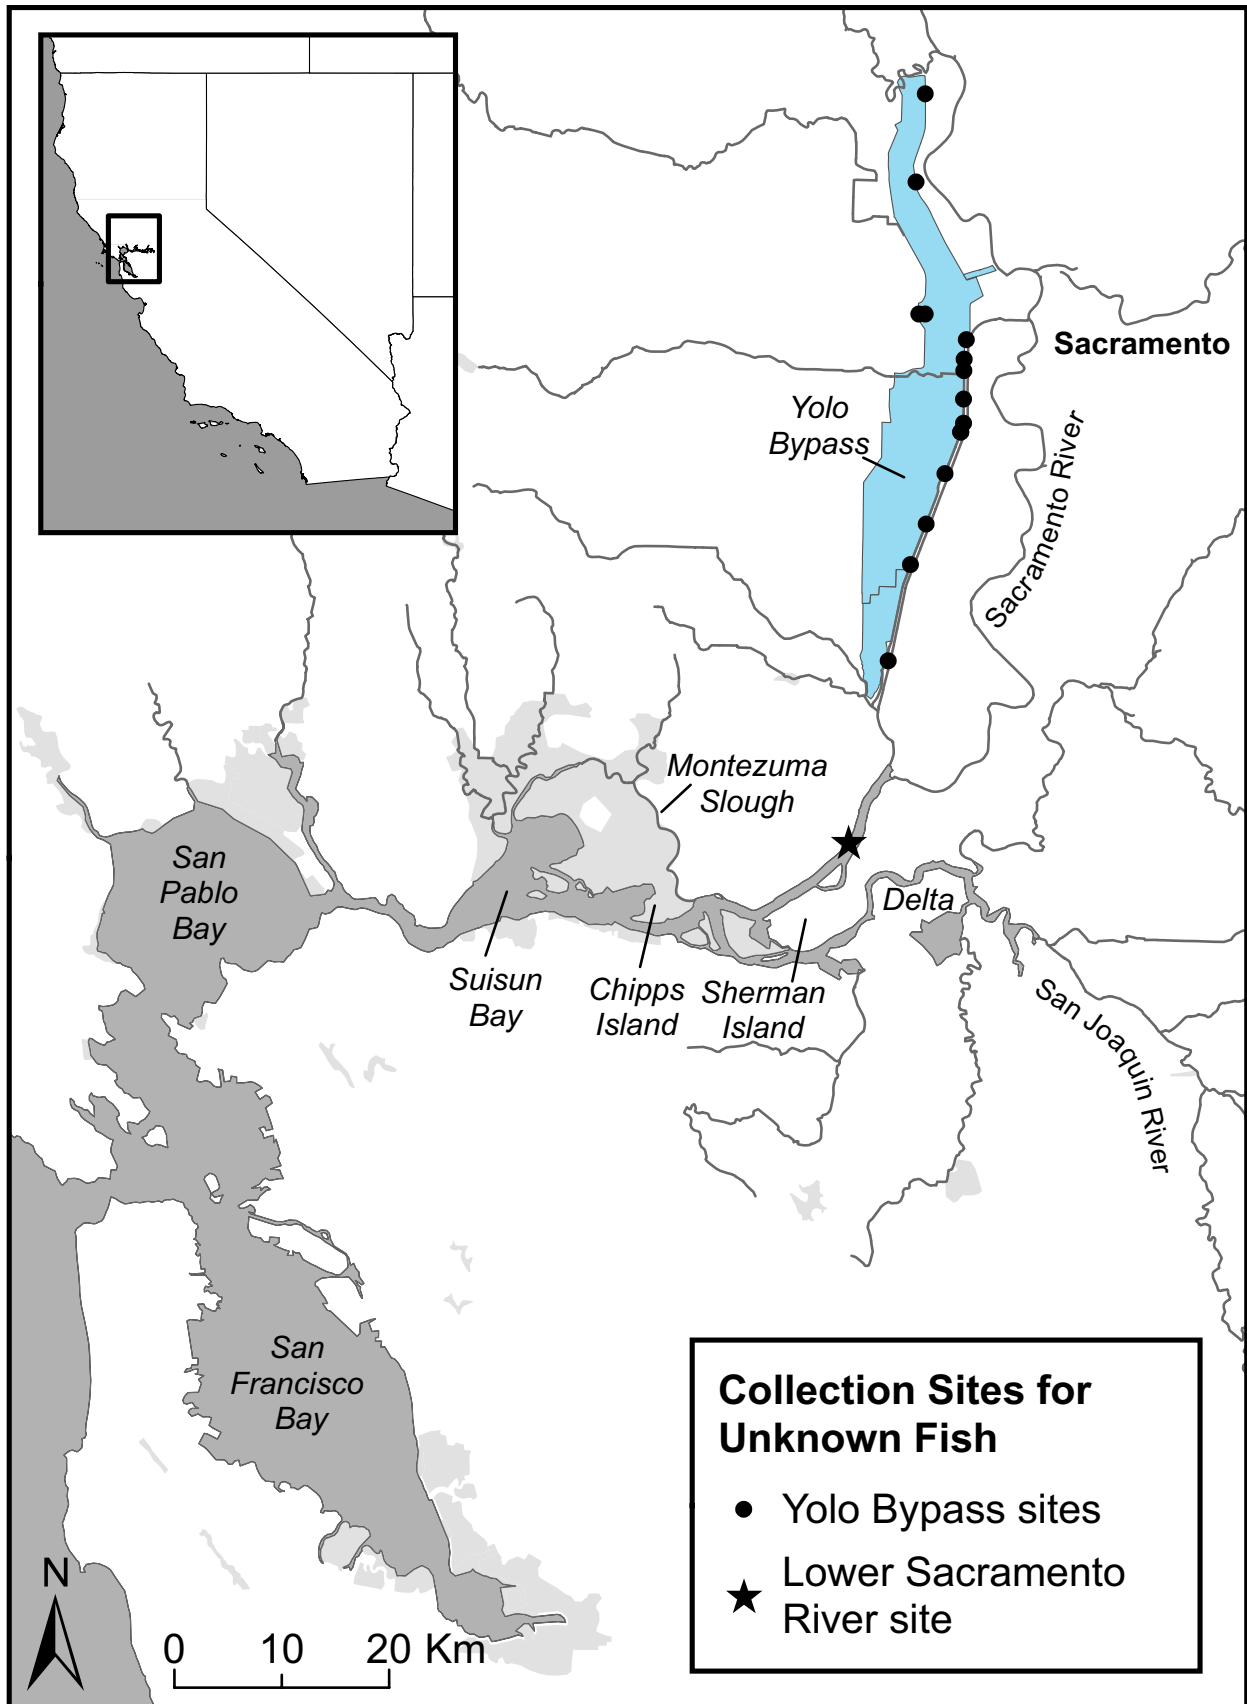 Sacramento
Yolo
Bypass
Sacramento River
Montezuma
Slough
San
Pablo
Bay
Delta
Suisun
Bay
Chipps
Island
Sherman
Island
San Joaquin River
San
Francisco
Bay
Collection Sites for
Unknown Fish
Yolo Bypass sites
Lower Sacramento
River site
N
0 10 20 Km